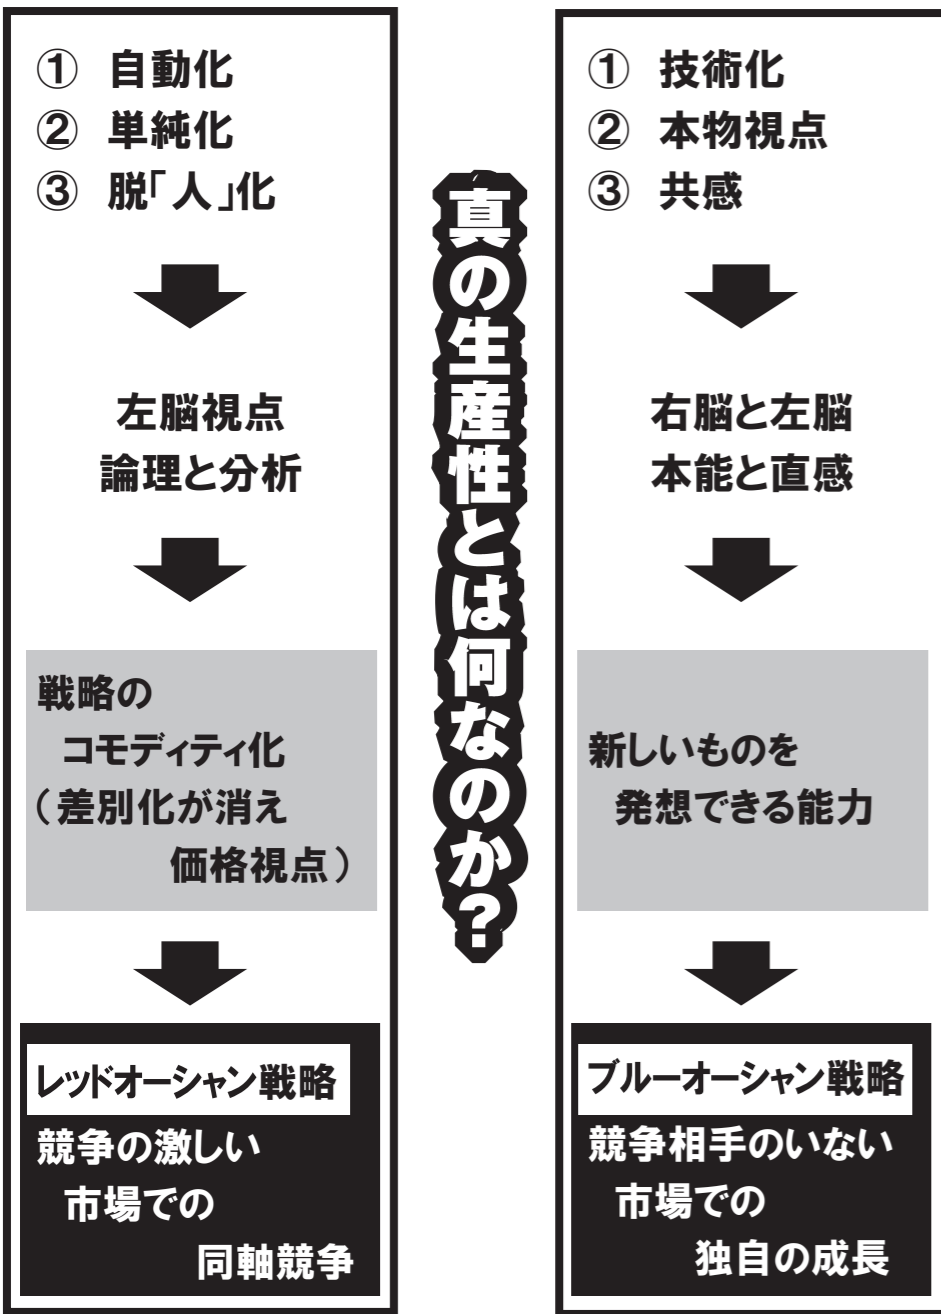 ① 自動化
② 単純化
③ 脱「人」化
左脳視点
論理と分析
戦略の
コモディティ化
（差別化が消え
価格視点）
レッドオーシャン戦略
競争の激しい
市場での
同軸競争
真の生産性とは何なのか？
① 技術化
② 本物視点
③ 共感
右脳と左脳
本能と直感
新しいものを
発想できる能力
ブルーオーシャン戦略
競争相手のいない
市場での
独自の成長